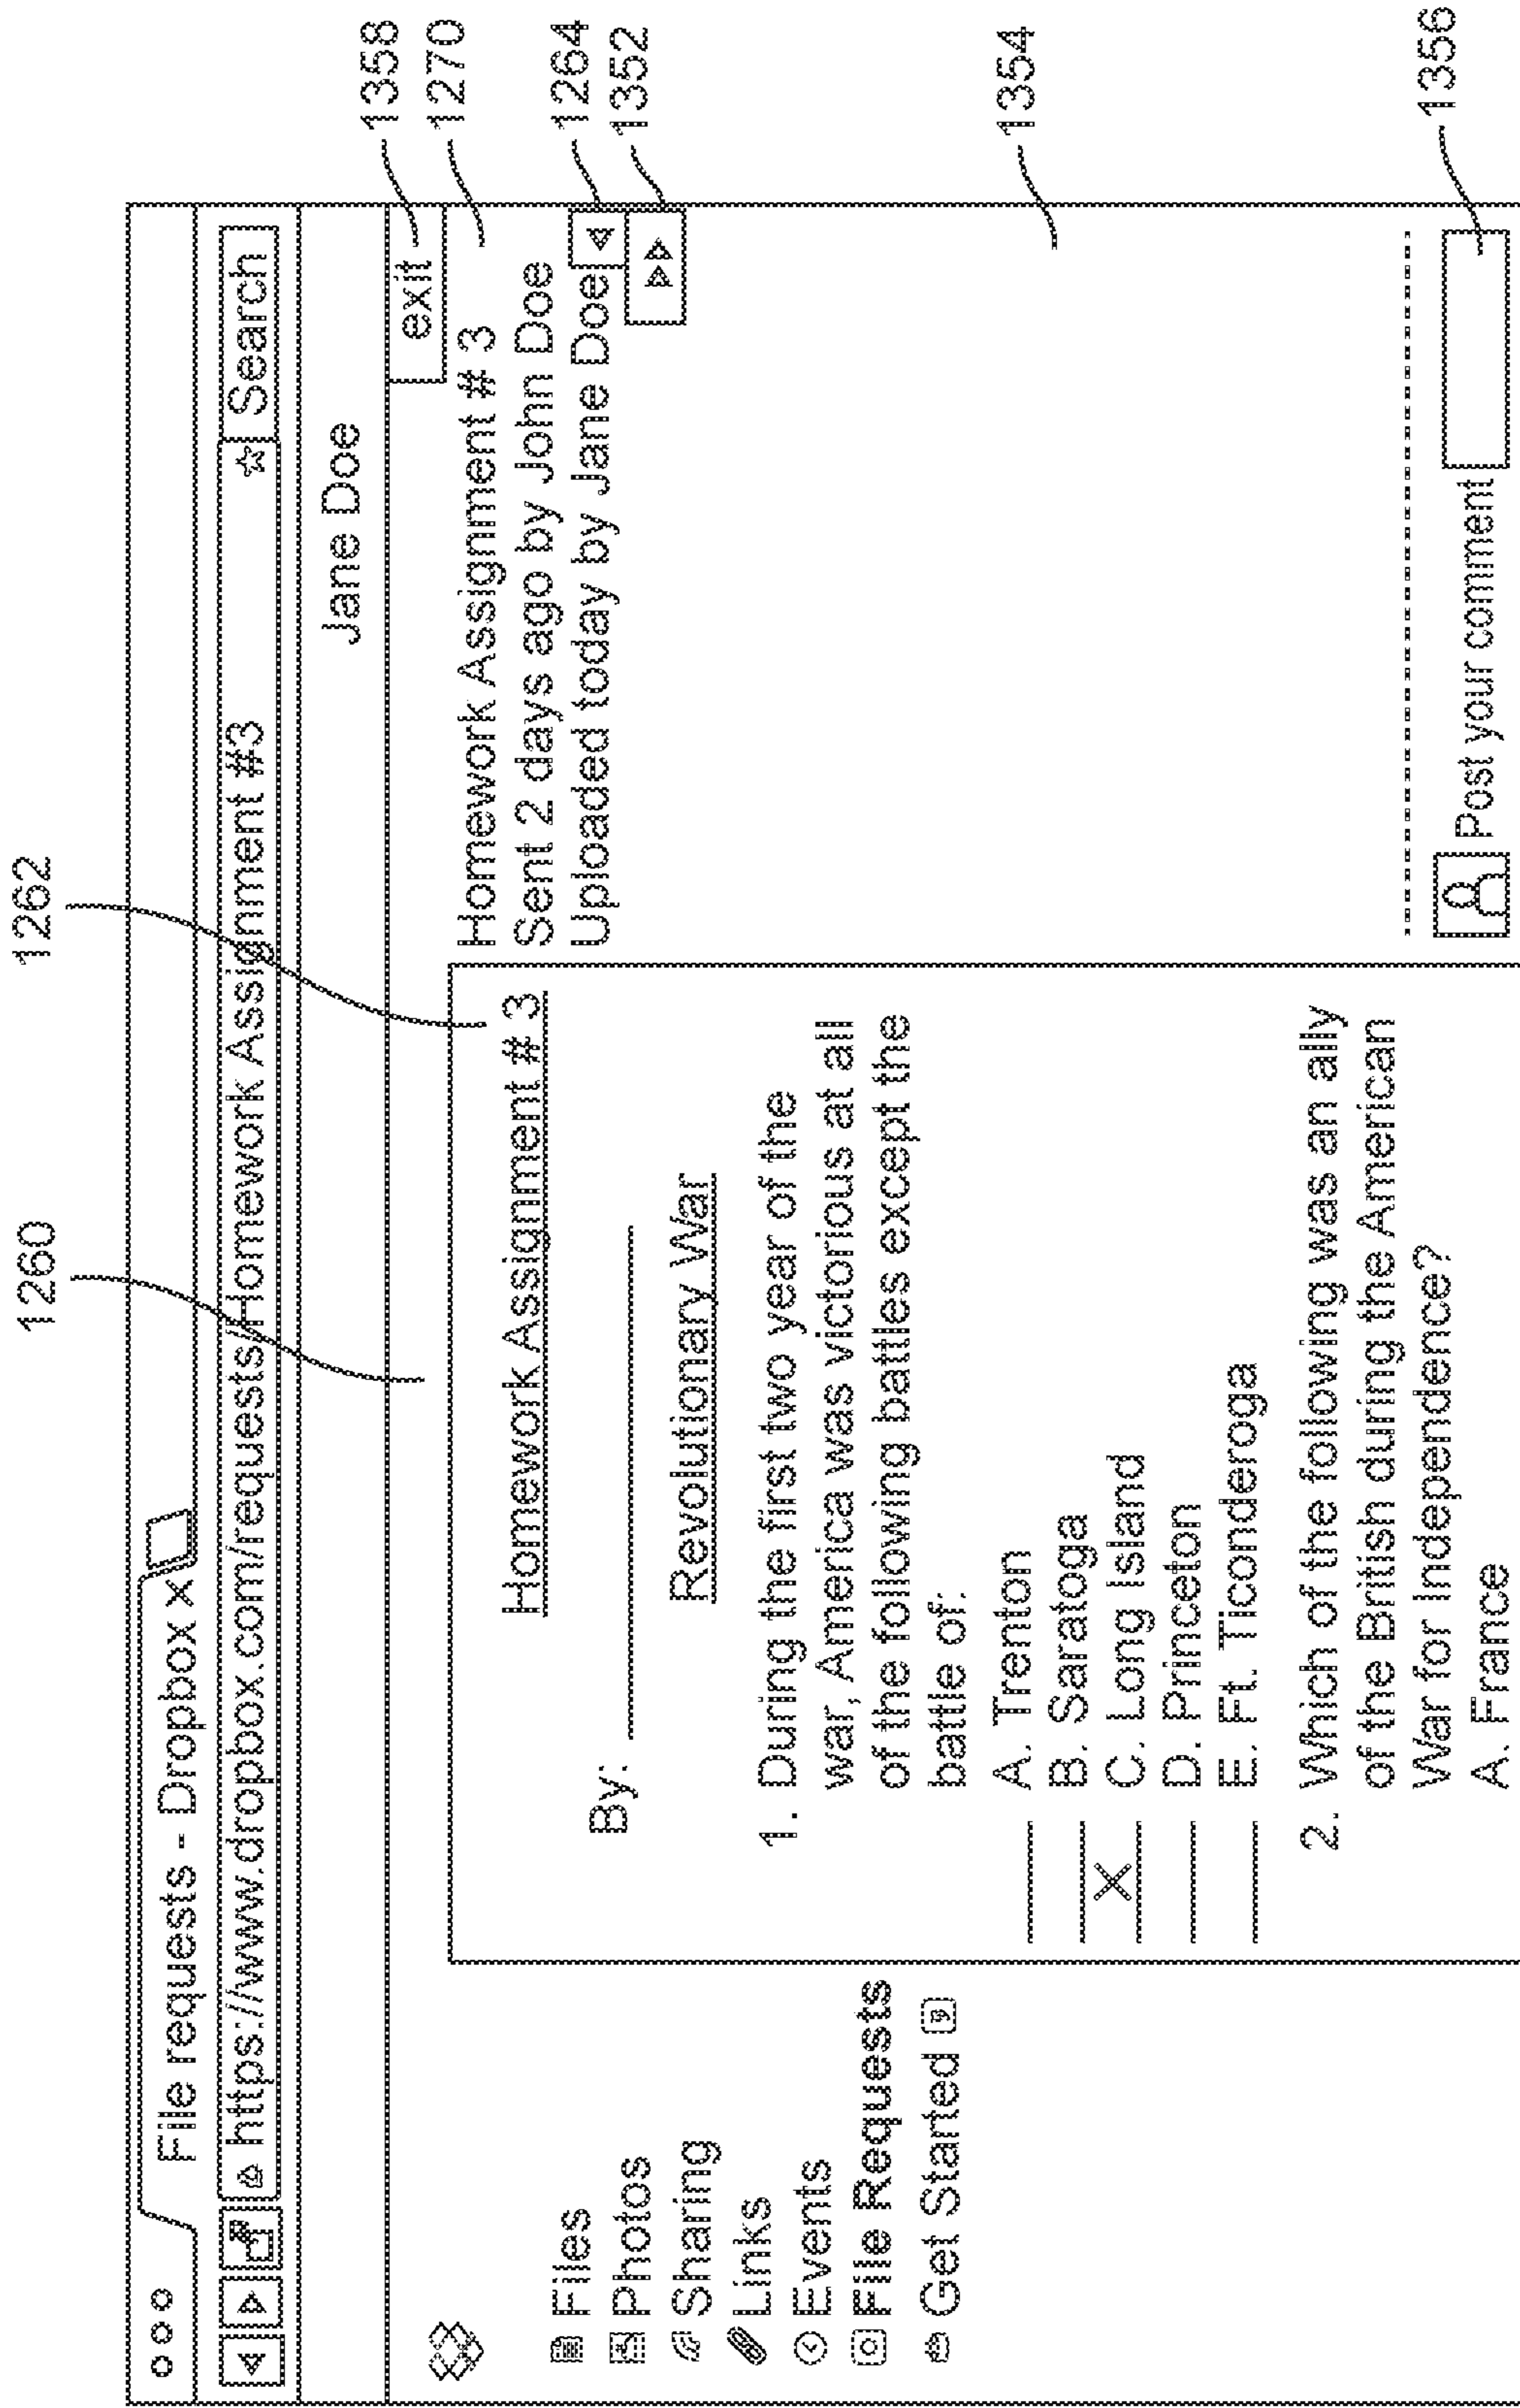 1260
1262
File requests - Dropbox x
https://www.dropbox.com/requests/Homework Assignment #3
Search
Jane Doe
exit
1358
Files
Photos
Sharing
Links
Events
File Requests
Get Started
Homework Assignment # 3
By:
Revolutionary War
1. During the first two year of the
war, America was victorious at all
of the following battles except the
battle of:
A. Trenton
B. Saratoga
X C. Long Island
D. Princeton
E. Ft. Ticonderoga
2. Which of the following was an ally
of the British during the American
War for Independence?
A. France
Homework Assignment # 3
1270
Sent 2 days ago by John Doe
Uploaded today by Jane Doe
1264
1352
1354
Post your comment
1356